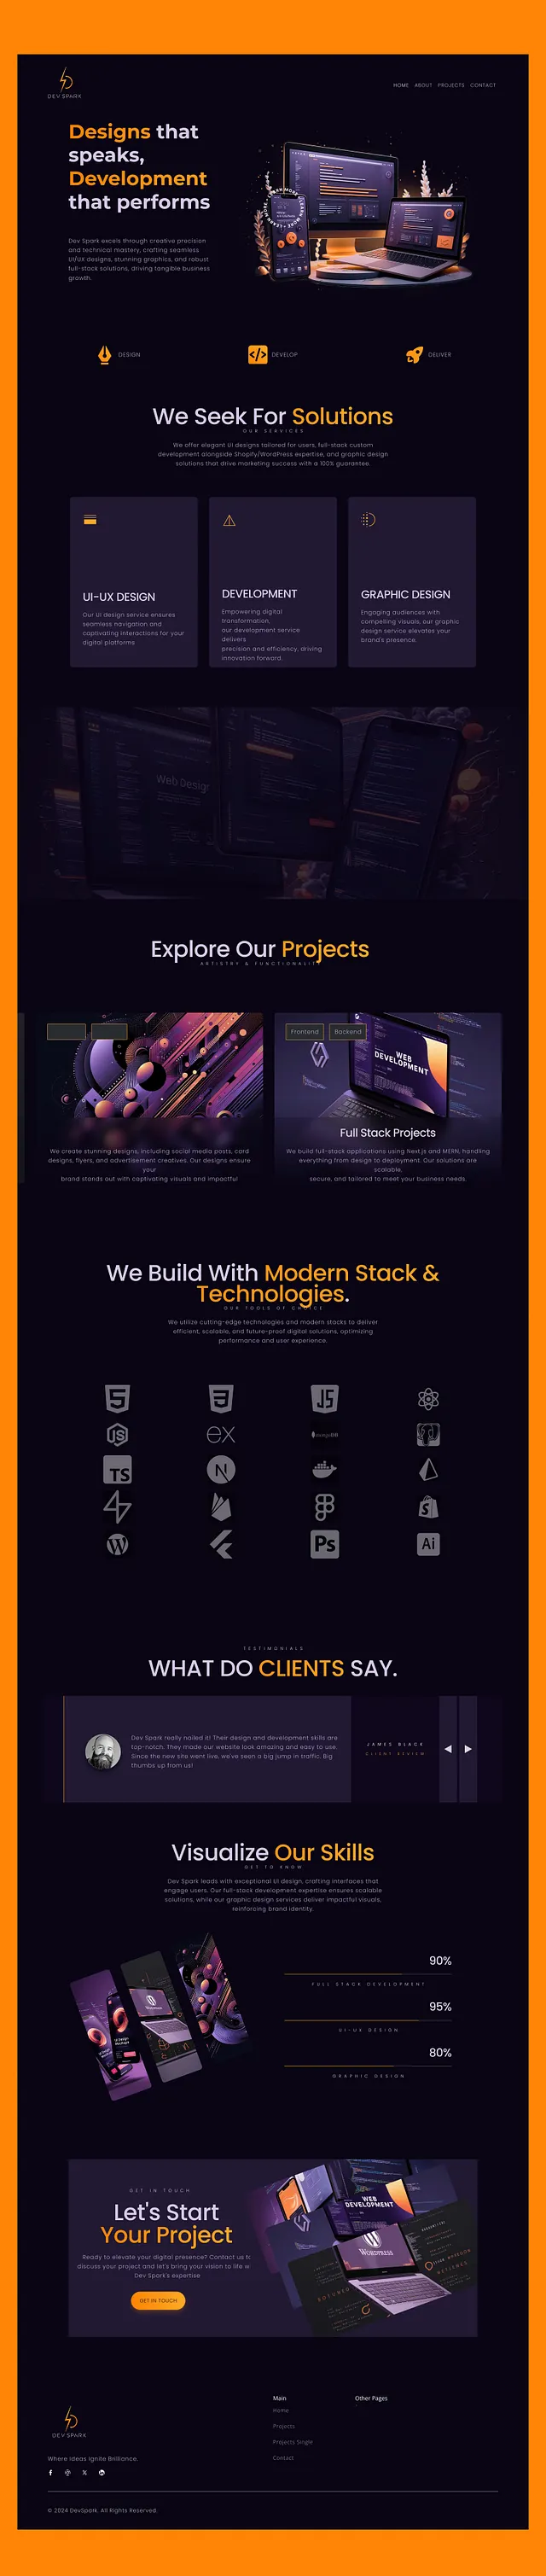 DEV SPARK
HOME ABOUT PROJECTS CONTACT
Designs that
speaks,
Development
that performs
Dev Spark excels through creative precision
and technical mastery, crafting seamless
UI/UX designs, stunning graphics, and robust
full-stack solutions, driving tangible business
growth.
DESIGN
</> DEVELOP
DELIVER
We Seek For Solutions
OUR SERVICES
We offer elegant UI designs tailored for users, full-stack custom
development alongside Shopify/WordPress expertise, and graphic design
solutions that drive marketing success with a 100% guarantee.
UI-UX DESIGN
Our UI design service ensures
seamless navigation and
captivating interactions for your
digital platforms
DEVELOPMENT
Empowering digital
transformation,
our development service
delivers
precision and efficiency, driving
innovation forward.
GRAPHIC DESIGN
Engaging audiences with
compelling visuals, our graphic
design service elevates your
brand's presence
Web Design
Explore Our Projects
ARTISTRY & FUNCTIONALIT
We create stunning designs, including social media posts, card
designs, flyers, and advertisement creatives. Our designs ensure
your
brand stands out with captivating visuals and impactful
Frontend
Backend
WEB
DEVELOPMENT
Full Stack Projects
We build full-stack applications using Next.js and MERN, handling
everything from design to deployment. Our solutions are
scalable,
secure, and tailored to meet your business needs.
We Build With Modern Stack &
Technologies.
OUR TOOLS OF CHOICE
We utilize cutting-edge technologies and modern stacks to deliver
efficient, scalable, and future-proof digital solutions, optimizing
performance and user experience.
5
3
JS
JS
ex
mongoDB
TS
N
S
W
Ps
Ai
TESTIMONIALS
WHAT DO CLIENTS SAY.
Dev Spark really nailed it! Their design and development skills are
top-notch. They made our website look amazing and easy to use.
Since the new site went live, we've seen a big jump in traffic. Big
thumbs up from us!
JAMES BLACK
CLIENT REVIEW
Visualize Our Skills
GET TO KNOW
Dev Spark leads with exceptional UI design, crafting interfaces that
engage users. Our full-stack development expertise ensures scalable
solutions, while our graphic design services deliver impactful visuals,
reinforcing brand identity.
90%
FULL STACK DEVELOPMENT
95%
UI-UX DESIGN
80%
GRAPHIC DESIGN
GET IN TOUCH
Let's Start
Your Project
Ready to elevate your digital presence? Contact us to
discuss your project and let's bring your vision to life w
Dev Spark's expertise
GET IN TOUCH
WEB
DEVELOPMENT
WORDPRESS
DEV SPARK
Where Ideas Ignite Brilliance.
Main
Home
Projects
Projects Single
Contact
Other Pages
© 2024 DevSpark. All Rights Reserved.